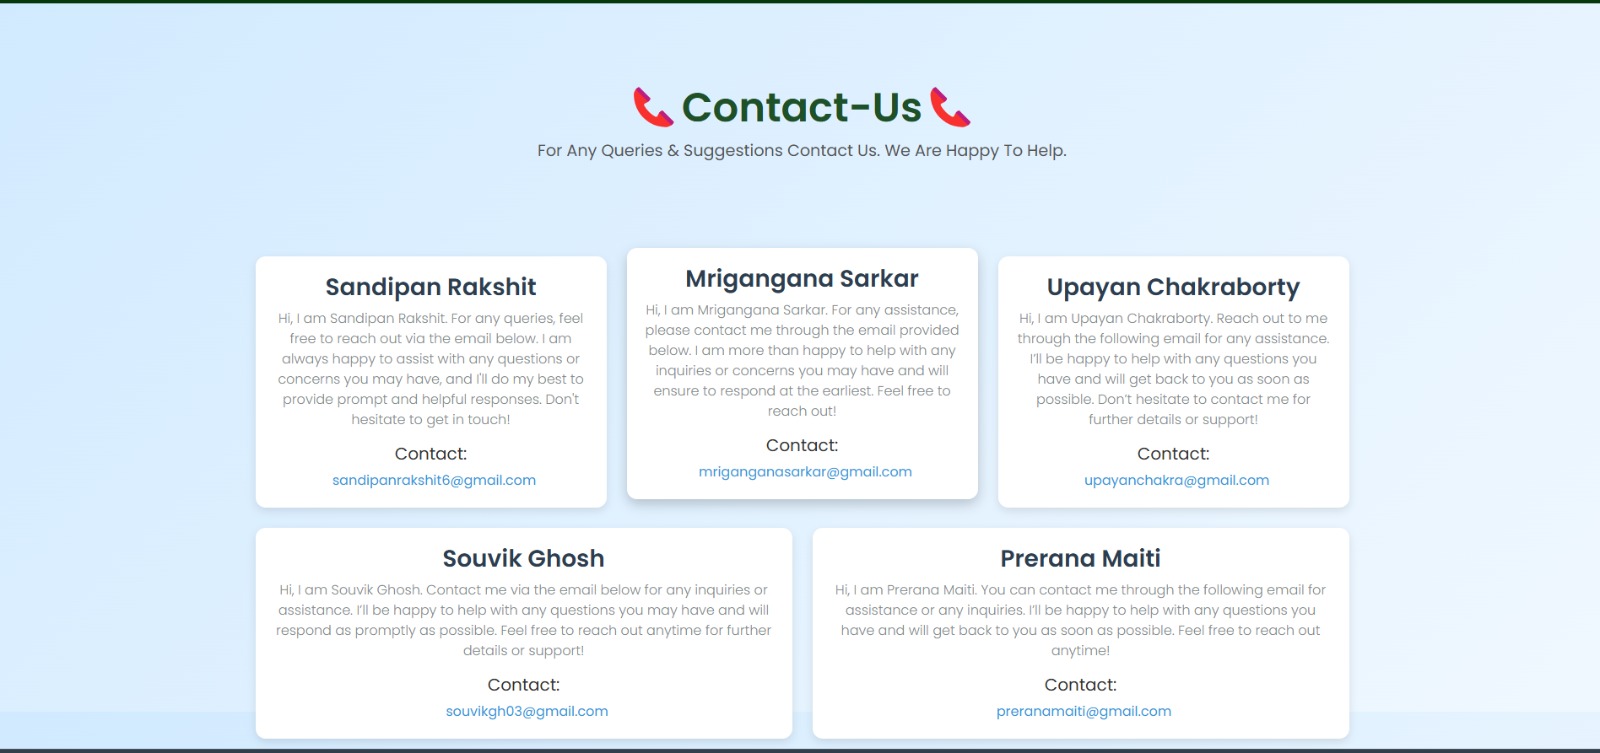 Contact-Us
For Any Queries & Suggestions Contact Us. We Are Happy To Help.
Sandipan Rakshit
Hi, I am Sandipan Rakshit. For any queries, feel
free to reach out via the email below. I am
always happy to assist with any questions or
concerns you may have, and I'll do my best to
provide prompt and helpful responses. Don't
hesitate to get in touch!
Contact:
sandipanrakshit6@gmail.com
Mrigangana Sarkar
Hi, I am Mrigangana Sarkar. For any assistance,
please contact me through the email provided
below. I am more than happy to help with any
inquiries or concerns you may have and will
ensure to respond at the earliest. Feel free to
reach out!
Contact:
mriganganasarkar@gmail.com
Upayan Chakraborty
Hi, I am Upayan Chakraborty. Reach out to me
through the following email for any assistance.
I'll be happy to help with any questions you
have and will get back to you as soon as
possible. Don't hesitate to contact me for
further details or support!
Contact:
upayanchakra@gmail.com
Souvik Ghosh
Hi, I am Souvik Ghosh. Contact me via the email below for any inquiries or
assistance. I'll be happy to help with any questions you may have and will
respond as promptly as possible. Feel free to reach out anytime for further
details or support!
Contact:
souvikgh03@gmail.com
Prerana Maiti
Hi, I am Prerana Maiti. You can contact me through the following email for
assistance or any inquiries. I'll be happy to help with any questions you
have and will get back to you as soon as possible. Feel free to reach out
anytime!
Contact:
preranamaiti@gmail.com